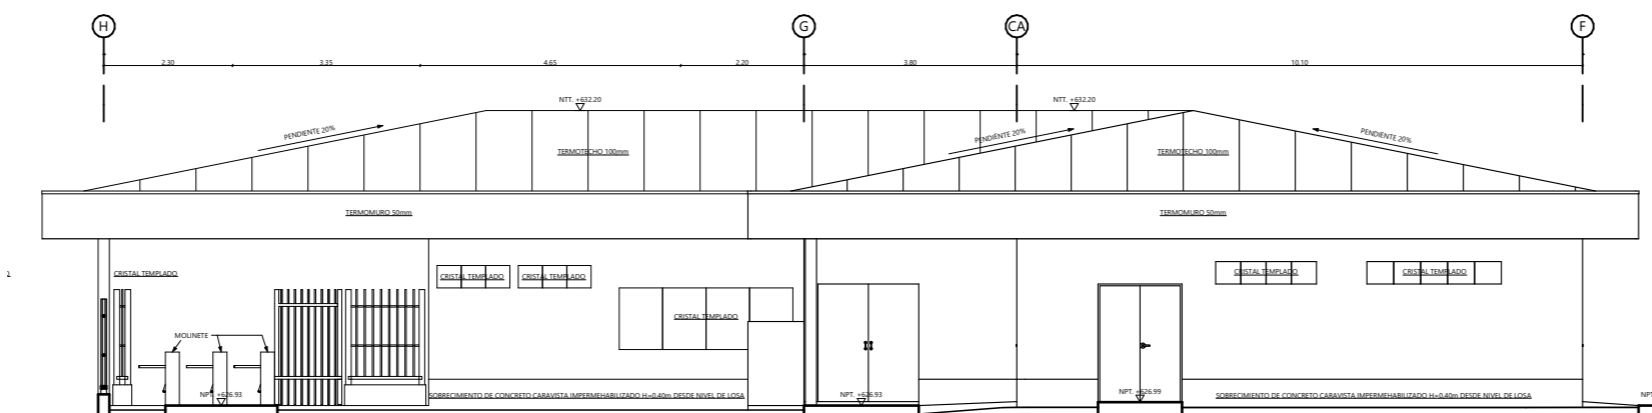 H
G
CA
F
2.30
3.35
4.65
2.20
3.80
10.10
NTT. +632.20
NTT. +632.20
PENDIENTE 20%
PENDIENTE 20%
PENDIENTE 20%
TERMOTECHO 100mm
TERMOTECHO 100mm
TERMOMURO 50mm
TERMOMURO 50mm
CRISTAL TEMPLADO
CRISTAL TEMPLADO
CRISTAL TEMPLADO
CRISTAL TEMPLADO
CRISTAL TEMPLADO
CRISTAL TEMPLADO
MOLINETE
NPT. +626.93
SOBRECIMIENTO DE CONCRETO CARAVISTA IMPERMEHABILIZADO H=0.40m DESDE NIVEL DE LOSA
NPT. +626.93
NPT. +626.99
SOBRECIMIENTO DE CONCRETO CARAVISTA IMPERMEHABILIZADO H=0.40m DESDE NIVEL DE LOSA